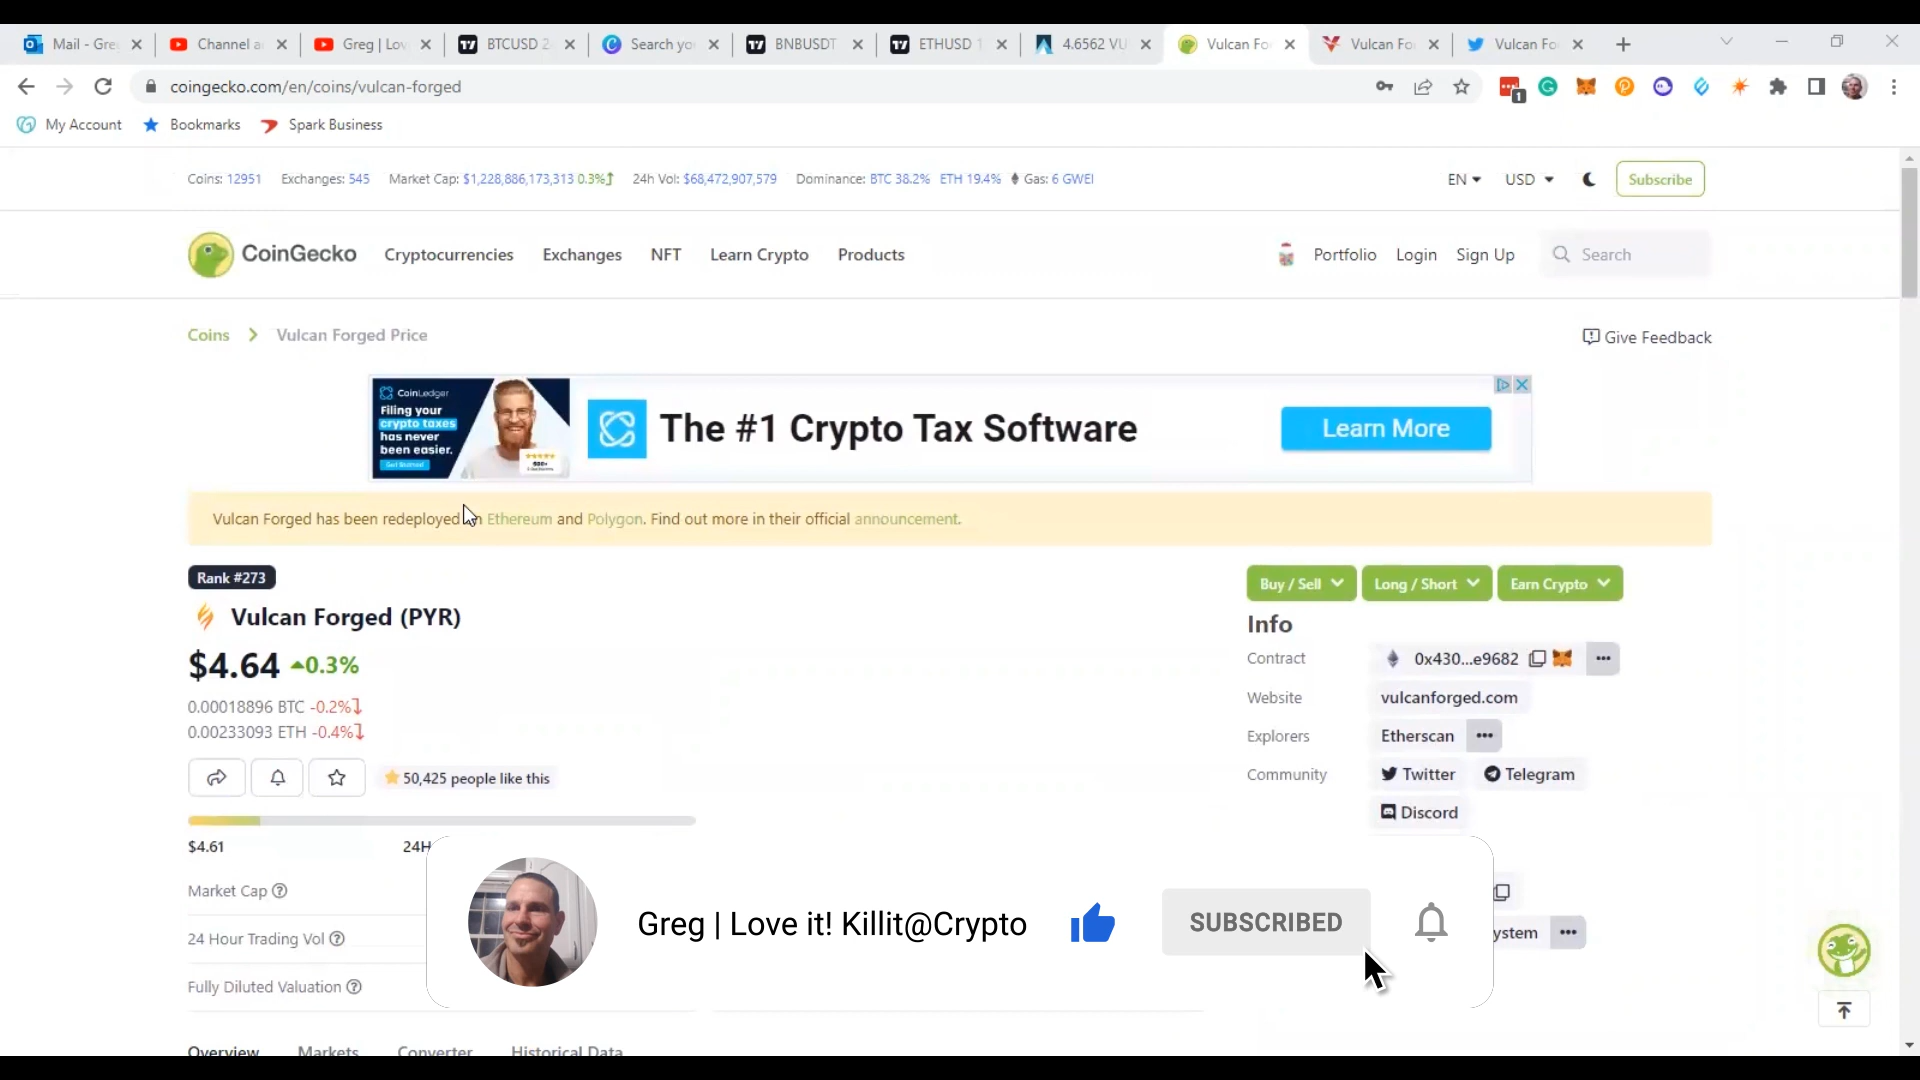 Mail - Gre
Channel a
Greg | Lov
BTCUSD 2
Search yo
BNBUSDT
ETHUSD 1
4.6562 VU
Vulcan Fo
Vulcan Fo
Vulcan Fo
coingecko.com/en/coins/vulcan-forged
1
My Account
Bookmarks
Spark Business
Coins: 12951 Exchanges: 545 Market Cap: $1,228,886,173,313 0.3% 24h Vol: $68,472,907,579 Dominance: BTC 38.2% ETH 19.4% Gas: 6 GWEI
EN USD Subscribe
CoinGecko Cryptocurrencies Exchanges NFT Learn Crypto Products
Portfolio Login Sign Up Search
Coins > Vulcan Forged Price
Give Feedback
CoinLedger
Filing your
crypto taxes
has never
been easier.
Get Started
The #1 Crypto Tax Software
Learn More
Vulcan Forged has been redeployed Ethereum and Polygon. Find out more in their official announcement.
Rank #273
Vulcan Forged (PYR)
$4.64 0.3%
0.00018896 BTC -0.2%
0.00233093 ETH -0.4%
50,425 people like this
$4.61 24H
Market Cap
24 Hour Trading Vol
Fully Diluted Valuation
Buy / Sell Long / Short Earn Crypto
Info
Contract 0x430...e9682
Website vulcanforged.com
Explorers Etherscan
Community Twitter Telegram
Discord
ystem
Greg | Love it! Killit@Crypto
SUBSCRIBED
Overview Markets Converter Historical Data